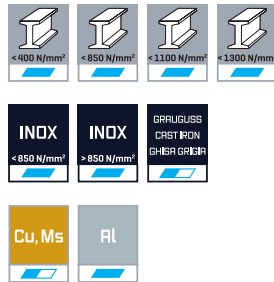 <400 N/mm² <850 N/mm² <1100 N/mm² <1300 N/mm²
INOX INOX GRAUGUSS
CAST IRON
<850 N/mm² >850 N/mm² GHISA GRIGIA
Cu, Ms Al